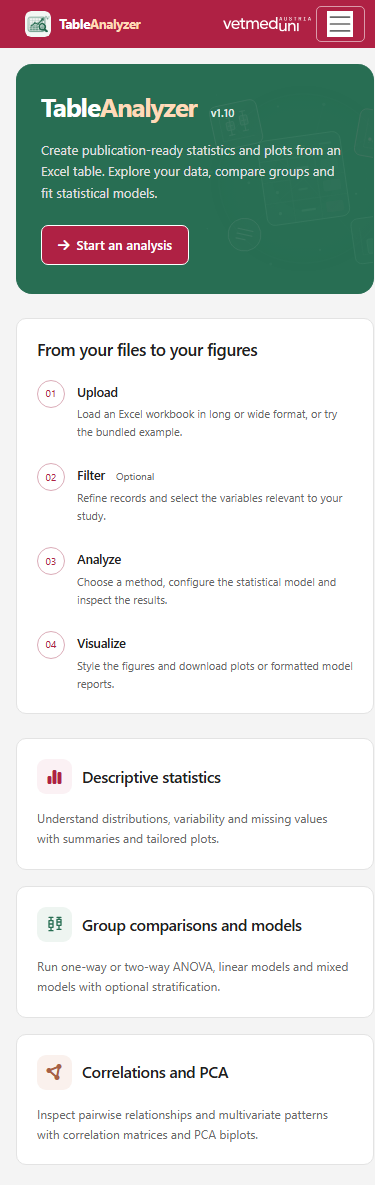 TableAnalyzer
vetmeduni AUSTRIA
TableAnalyzer v1.10
Create publication-ready statistics and plots from an
Excel table. Explore your data, compare groups and
fit statistical models.
→ Start an analysis
From your files to your figures
01 Upload
Load an Excel workbook in long or wide format, or try
the bundled example.
02 Filter Optional
Refine records and select the variables relevant to your
study.
03 Analyze
Choose a method, configure the statistical model and
inspect the results.
04 Visualize
Style the figures and download plots or formatted model
reports.
Descriptive statistics
Understand distributions, variability and missing values
with summaries and tailored plots.
Group comparisons and models
Run one-way or two-way ANOVA, linear models and mixed
models with optional stratification.
Correlations and PCA
Inspect pairwise relationships and multivariate patterns
with correlation matrices and PCA biplots.